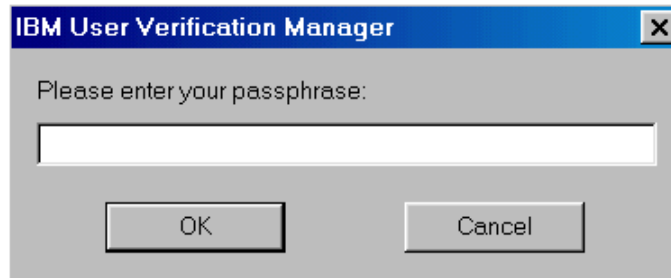 IBM User Verification Manager
Please enter your passphrase:
OK
Cancel